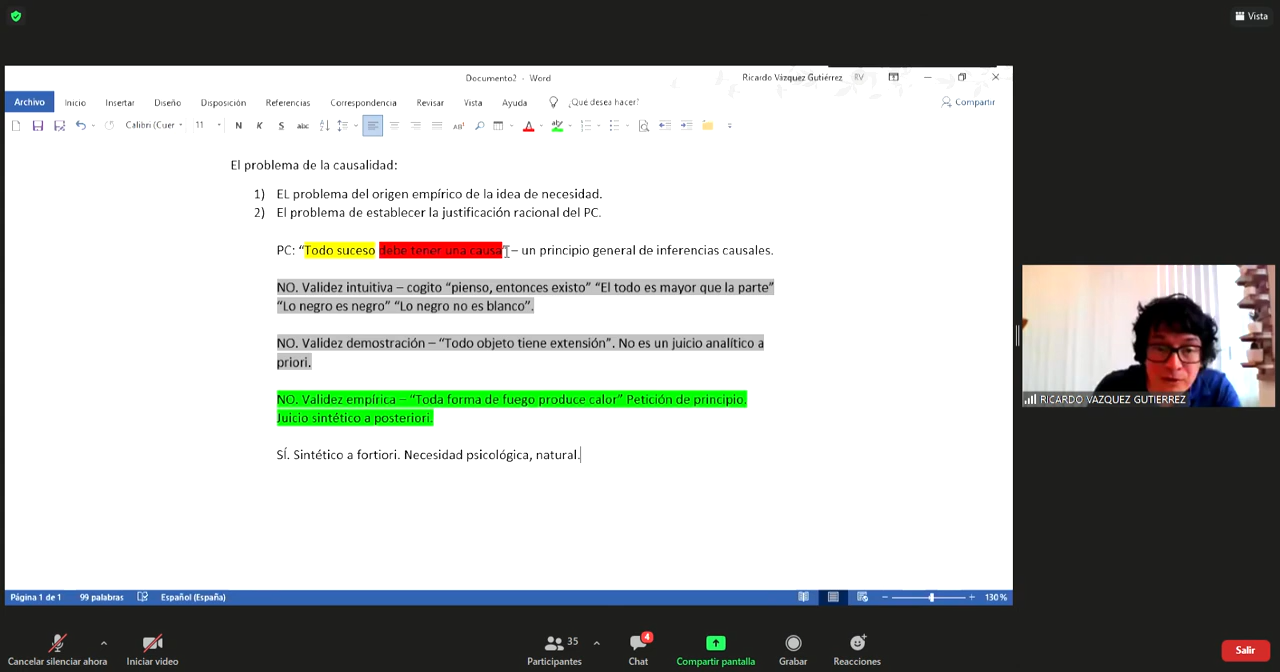 Vista
Documento2 - Word
Ricardo Vázquez Gutiérrez RV
Archivo Inicio Insertar Diseño Disposición Referencias Correspondencia Revisar Vista Ayuda ¿Qué desea hacer? Compartir
Calibri (Cuer 11 N K S abc
El problema de la causalidad:
1) EL problema del origen empírico de la idea de necesidad.
2) El problema de establecer la justificación racional del PC.
PC: “Todo suceso debe tener una causa” – un principio general de inferencias causales.
NO. Validez intuitiva – cogito “pienso, entonces existo” “El todo es mayor que la parte”
“Lo negro es negro” “Lo negro no es blanco”.
NO. Validez demostración – “Todo objeto tiene extensión”. No es un juicio analítico a
priori.
NO. Validez empírica – “Toda forma de fuego produce calor” Petición de principio.
Juicio sintético a posteriori.
SÍ. Sintético a fortiori. Necesidad psicológica, natural.
RICARDO VAZQUEZ GUTIERREZ
Página 1 de 1 99 palabras Español (España) 130 %
Cancelar silenciar ahora Iniciar video Participantes 35 Chat 4 Compartir pantalla Grabar Reacciones Salir